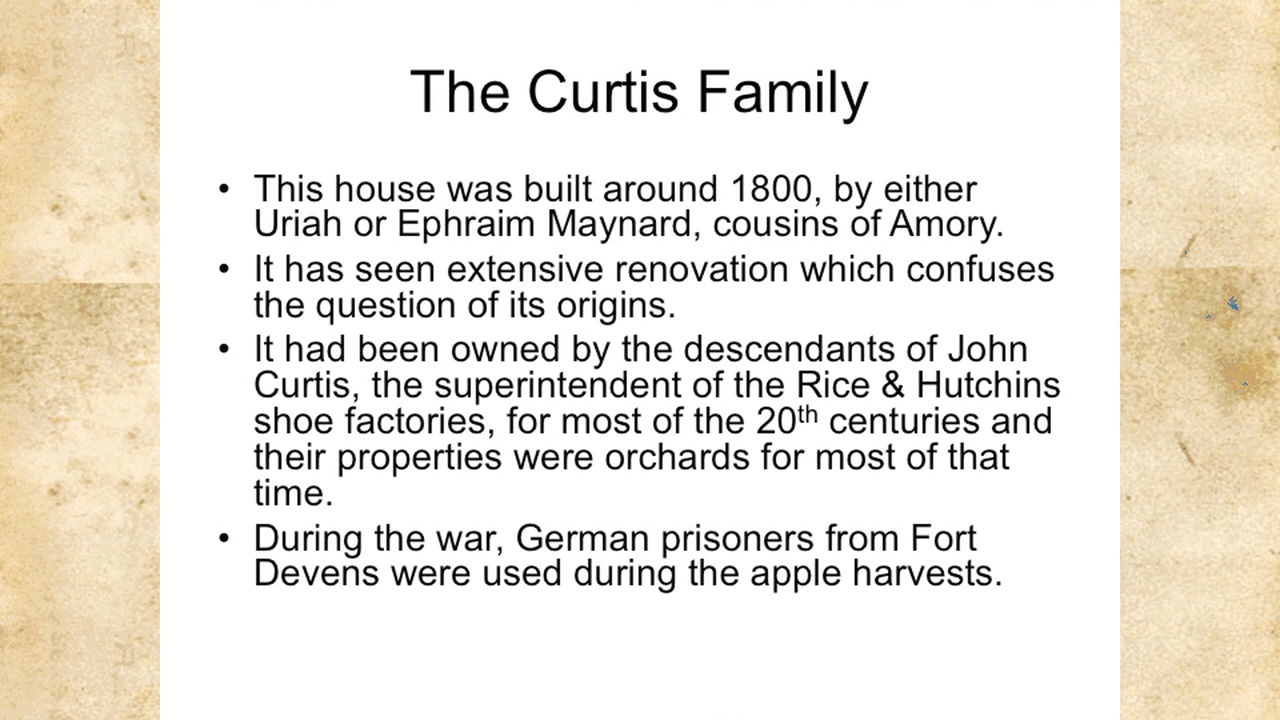 The Curtis Family
• This house was built around 1800, by either
Uriah or Ephraim Maynard, cousins of Amory.
• It has seen extensive renovation which confuses
the question of its origins.
• It had been owned by the descendants of John
Curtis, the superintendent of the Rice & Hutchins
shoe factories, for most of the 20th centuries and
their properties were orchards for most of that
time.
• During the war, German prisoners from Fort
Devens were used during the apple harvests.